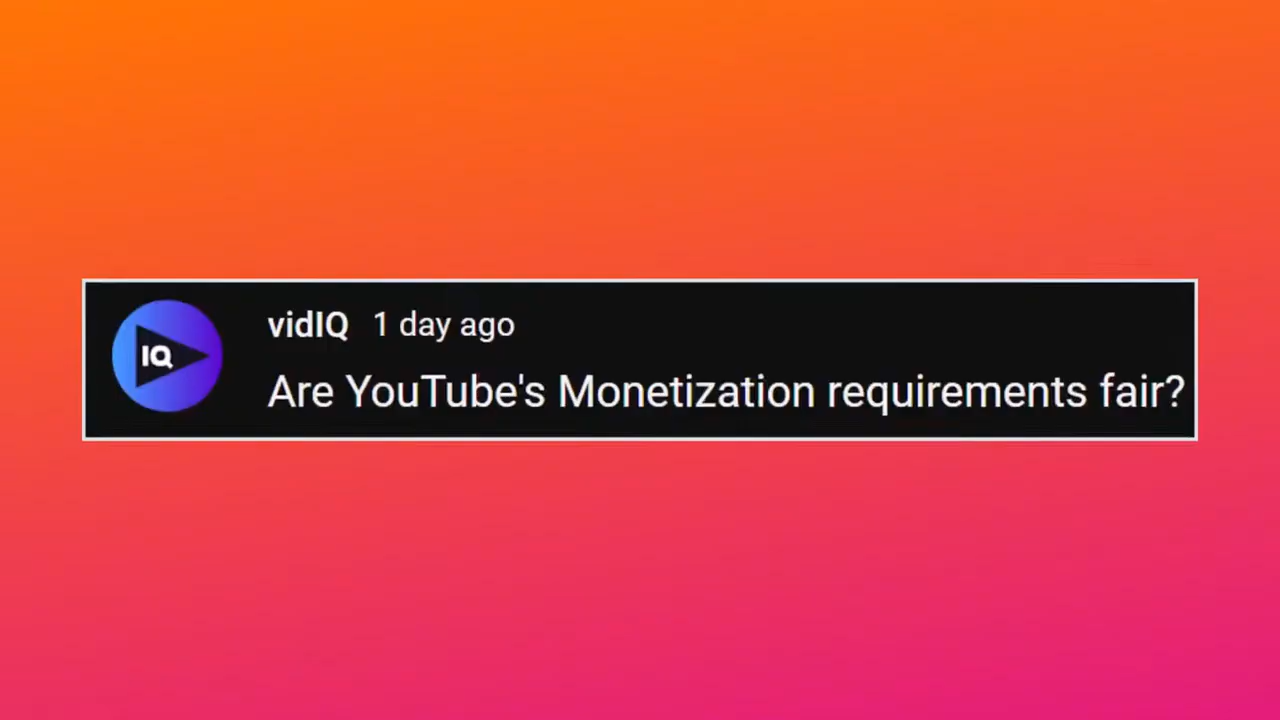 IQ
vidIQ 1 day ago
Are YouTube's Monetization requirements fair?